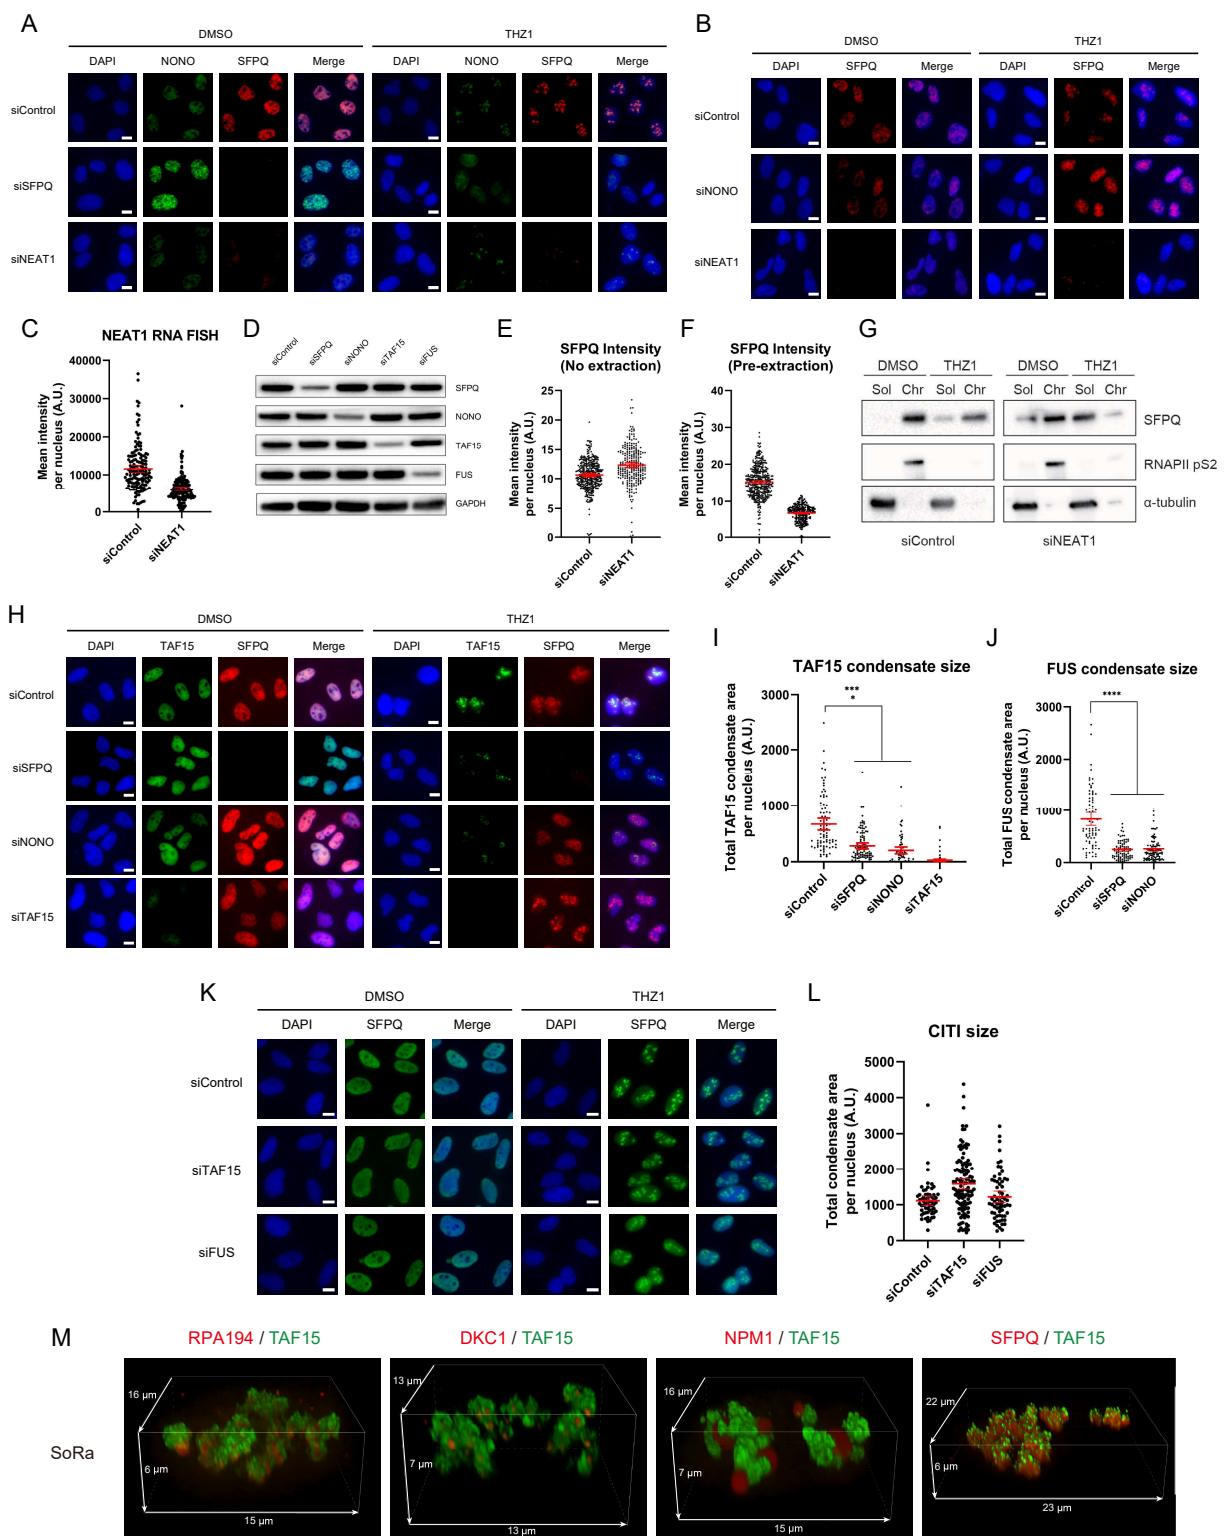 A
DMSO
THZ1
DAPI NONO SFPQ Merge NONO SFPQ Merge
siControl
siSFPQ
siNEAT1
B
DMSO
THZ1
DAPI SFPQ Merge DAPI SFPQ Merge
siControl
siNONO
siNEAT1
C
NEAT1 RNA FISH
Mean intensity
per nucleus (A.U.)
40000
30000
20000
10000
0
siControl
siNEAT1
D
siControl siSFPQ siNONO siTAF15 siFUS
SFPQ
NONO
TAF15
FUS
GAPDH
E
SFPQ Intensity
(No extraction)
Mean intensity
per nucleus (A.U.)
25
20
15
10
5
0
siControl
siNEAT1
F
SFPQ Intensity
(Pre-extraction)
Mean intensity
per nucleus (A.U.)
40
30
20
10
0
siControl
siNEAT1
G
DMSO THZ1 DMSO THZ1
Sol Chr Sol Chr Sol Chr Sol Chr
SFPQ
RNAPII pS2
α-tubulin
siControl siNEAT1
H
DMSO
THZ1
DAPI TAF15 SFPQ Merge DAPI TAF15 SFPQ Merge
siControl
siSFPQ
siNONO
siTAF15
I
TAF15 condensate size
Total TAF15 condensate area
per nucleus (A.U.)
3000
2000
1000
0
***
*
siControl
siSFPQ
siNONO
siTAF15
J
FUS condensate size
Total FUS condensate area
per nucleus (A.U.)
3000
2000
1000
0
****
siControl
siSFPQ
siNONO
K
DMSO
THZ1
DAPI SFPQ Merge DAPI SFPQ Merge
siControl
siTAF15
siFUS
L
CITI size
Total condensate area
per nucleus (A.U.)
5000
4000
3000
2000
1000
0
siControl
siTAF15
siFUS
M
RPA194 / TAF15
DKC1 / TAF15
NPM1 / TAF15
SFPQ / TAF15
SoRa
16 µm
6 µm
15 µm
13 µm
7 µm
13 µm
16 µm
7 µm
15 µm
22 µm
6 µm
23 µm